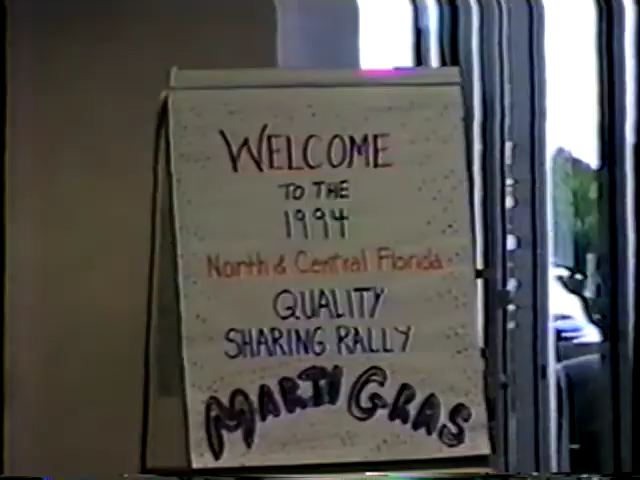 WELCOME
TO THE
1994
North & Central Florida
QUALITY
SHARING RALLY
MARTI GRAS